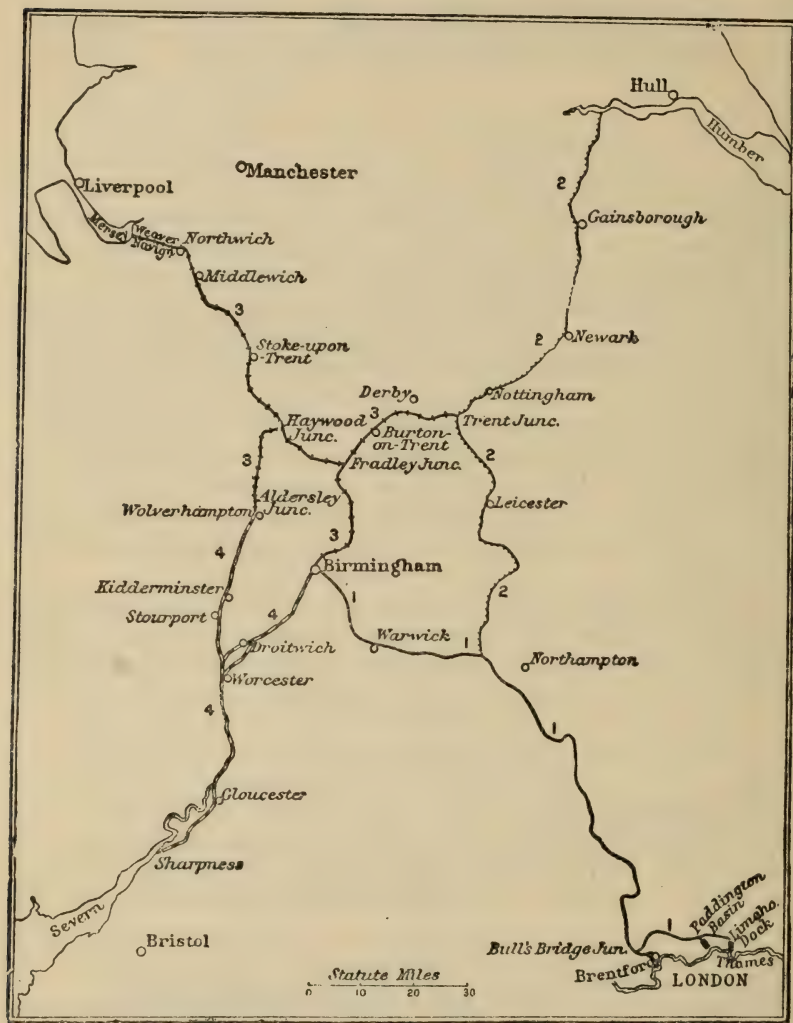 Hull
Humber
Manchester
Liverpool
Mersey
Weaver
Navign
Northwich
2
Gainsborough
Middlewich
3
Stoke-upon
-Trent
2
Newark
Derby
Nottingham
3
Haywood
Junc.
Burton-
on-Trent
Trent Junc.
Fradley Junc.
2
3
Leicester
Aldersley
Junc.
Wolverhampton
3
4
Birmingham
Kidderminster
1
2
Stourport
4
Droitwich
Warwick
1
Northampton
Worcester
4
1
Gloucester
Sharpness
Severn
Bristol
1
Paddington
Basin
Limeho.
Dock
Bull's Bridge Jun.
Brentford
Thames
LONDON
Statute Miles
0 10 20 30